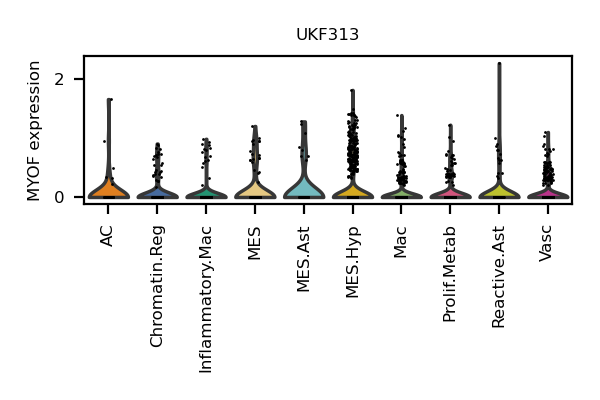 UKF313
MYOF expression
2
0
AC
Chromatin.Reg
Inflammatory.Mac
MES
MES.Ast
MES.Hyp
Mac
Prolif.Metab
Reactive.Ast
Vasc